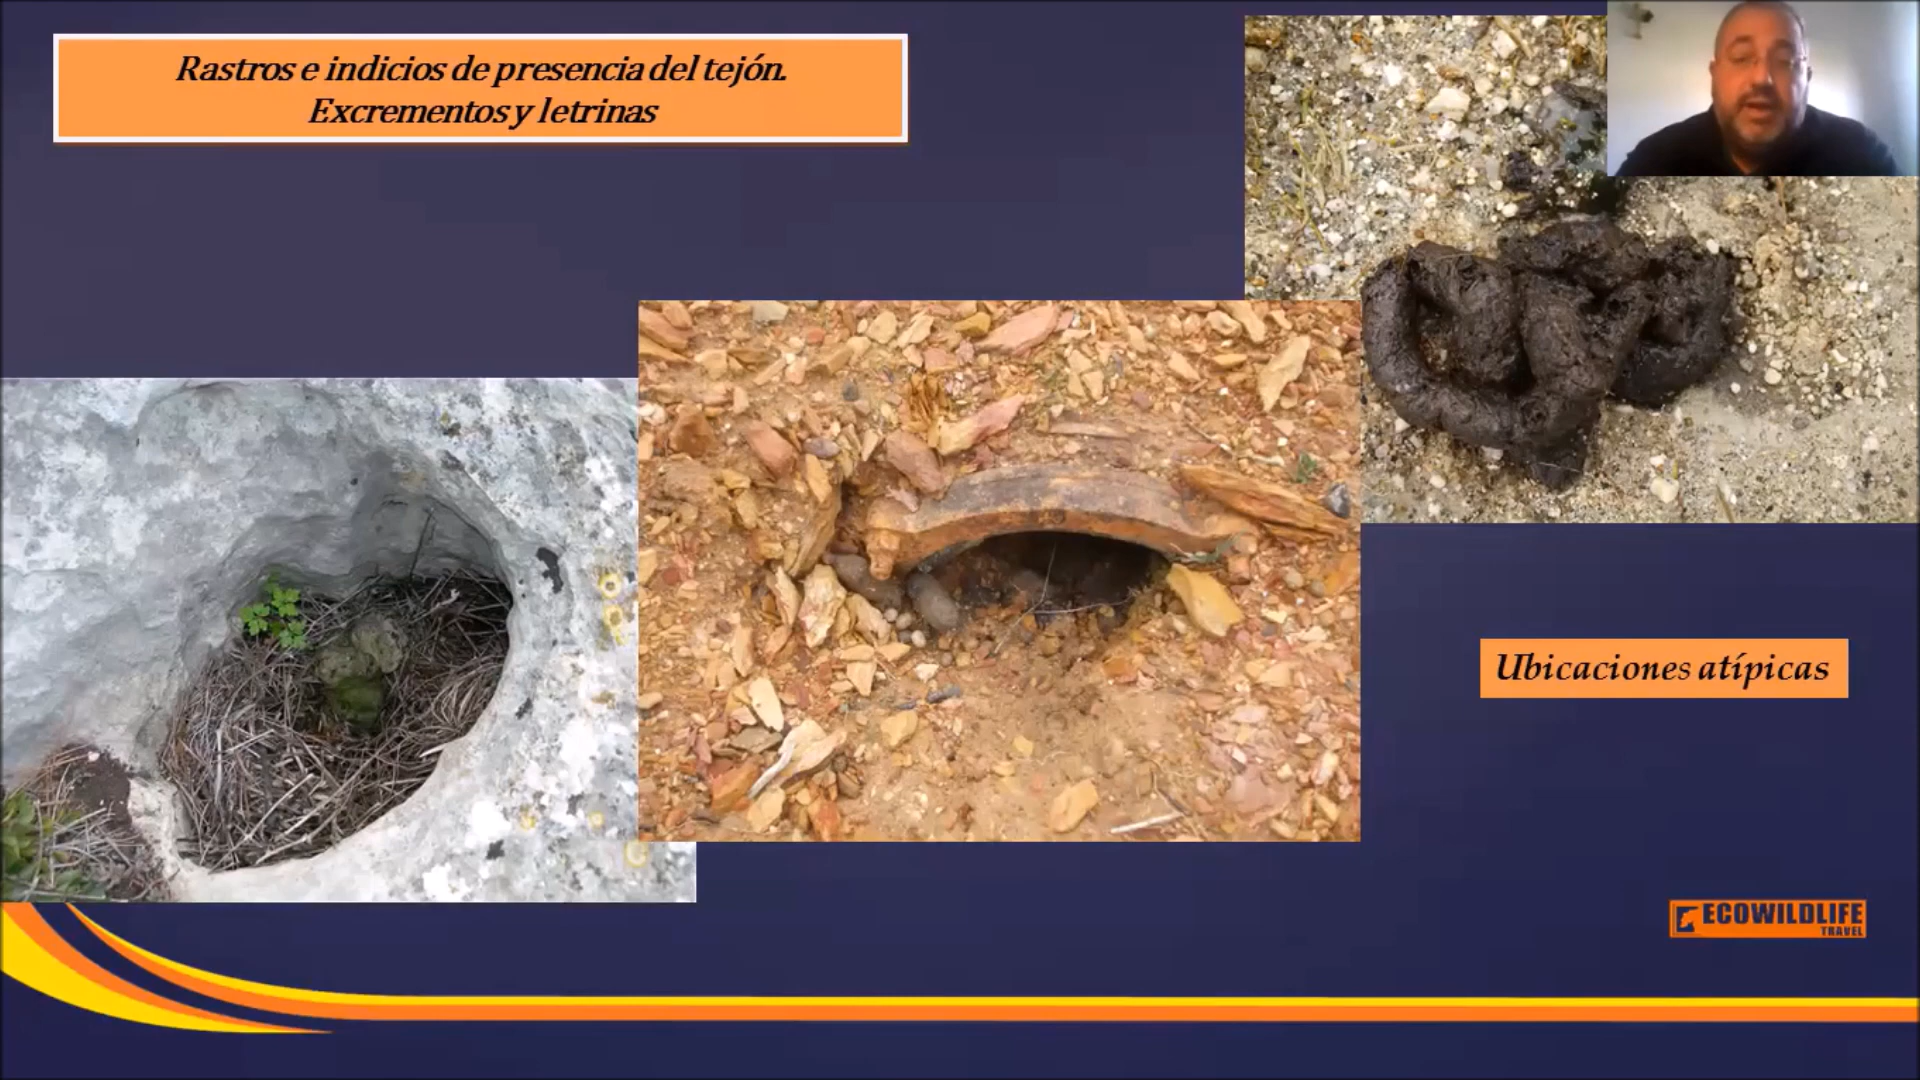 Rastros e indicios de presencia del tejón.
Excrementos y letrinas
Ubicaciones atípicas
ECOWILDLIFE
TRAVEL